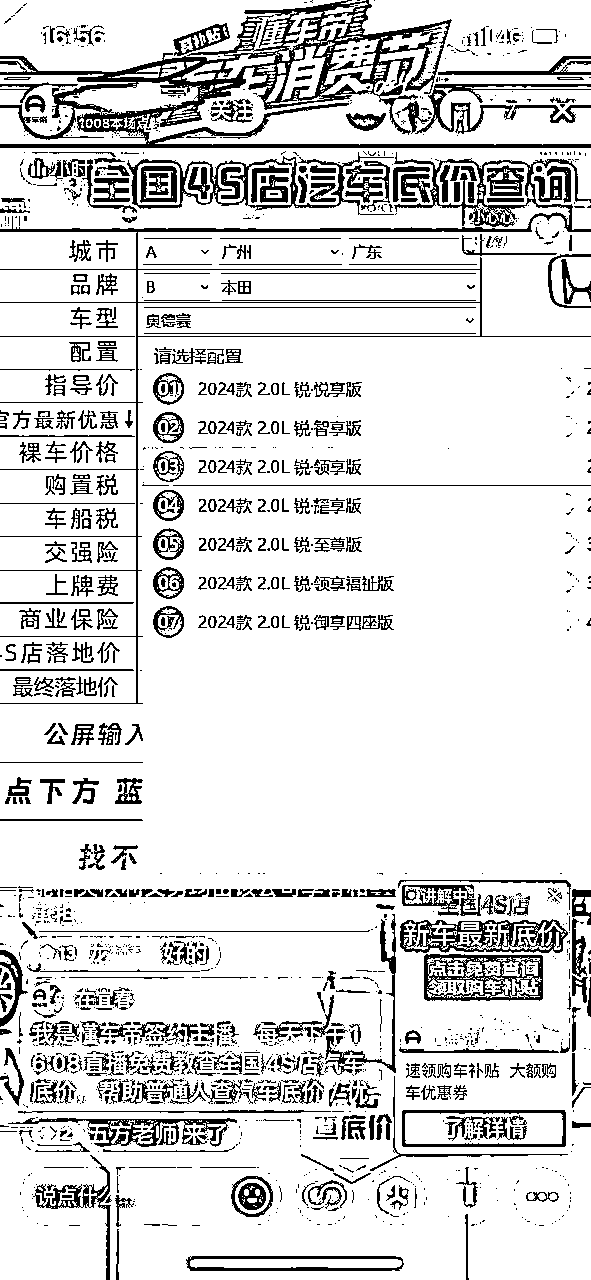 16:56
4G
懂车帝
汽车消费节
关注
全国4S店汽车底价查询
城市 A 广州 广东
品牌 B 本田
车型 奥德赛
配置 请选择配置
指导价 01 2024款 2.0L 锐·悦享版
官方最新优惠↓ 02 2024款 2.0L 锐·智享版
裸车价格 03 2024款 2.0L 锐·领享版
购置税
车船税 04 2024款 2.0L 锐·耀享版
交强险 05 2024款 2.0L 锐·至尊版
上牌费 06 2024款 2.0L 锐·领享福祉版
商业保险 07 2024款 2.0L 锐·御享四座版
4S店落地价
最终落地价
公屏输入
点下方 蓝
找不
讲解中
全国4S店
新车最新底价
点击免费查询
领取购车补贴
速领购车补贴 大额购
车优惠券
了解详情
好的
在宜春
我是懂车帝签约主播 每天下午1
6:08直播免费教查全国4S店汽车
底价。帮助普通人查汽车底价/优
五方老师 来了
查底价
说点什么...